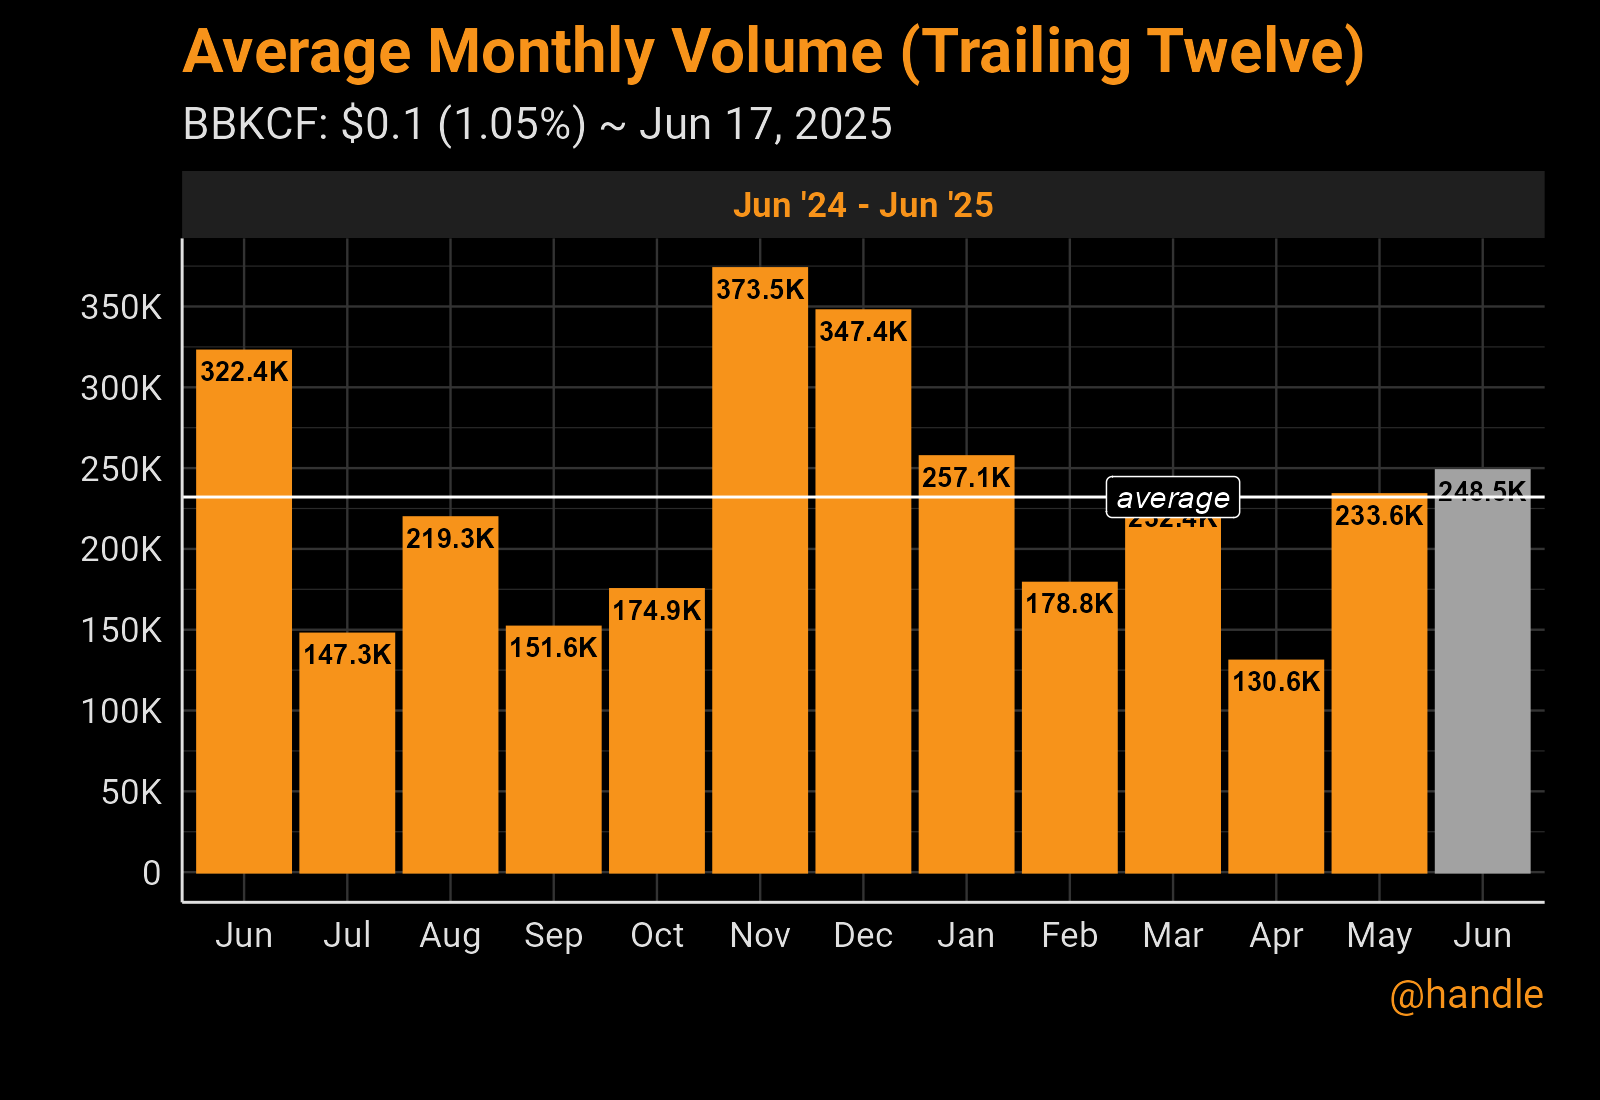 Average Monthly Volume (Trailing Twelve)
BBKCF: $0.1 (1.05%) ~ Jun 17, 2025
Jun '24 - Jun '25
350K
300K
250K
200K
150K
100K
50K
0
322.4K
147.3K
219.3K
151.6K
174.9K
373.5K
347.4K
257.1K
178.8K
average
130.6K
233.6K
248.5K
Jun Jul Aug Sep Oct Nov Dec Jan Feb Mar Apr May Jun
@handle